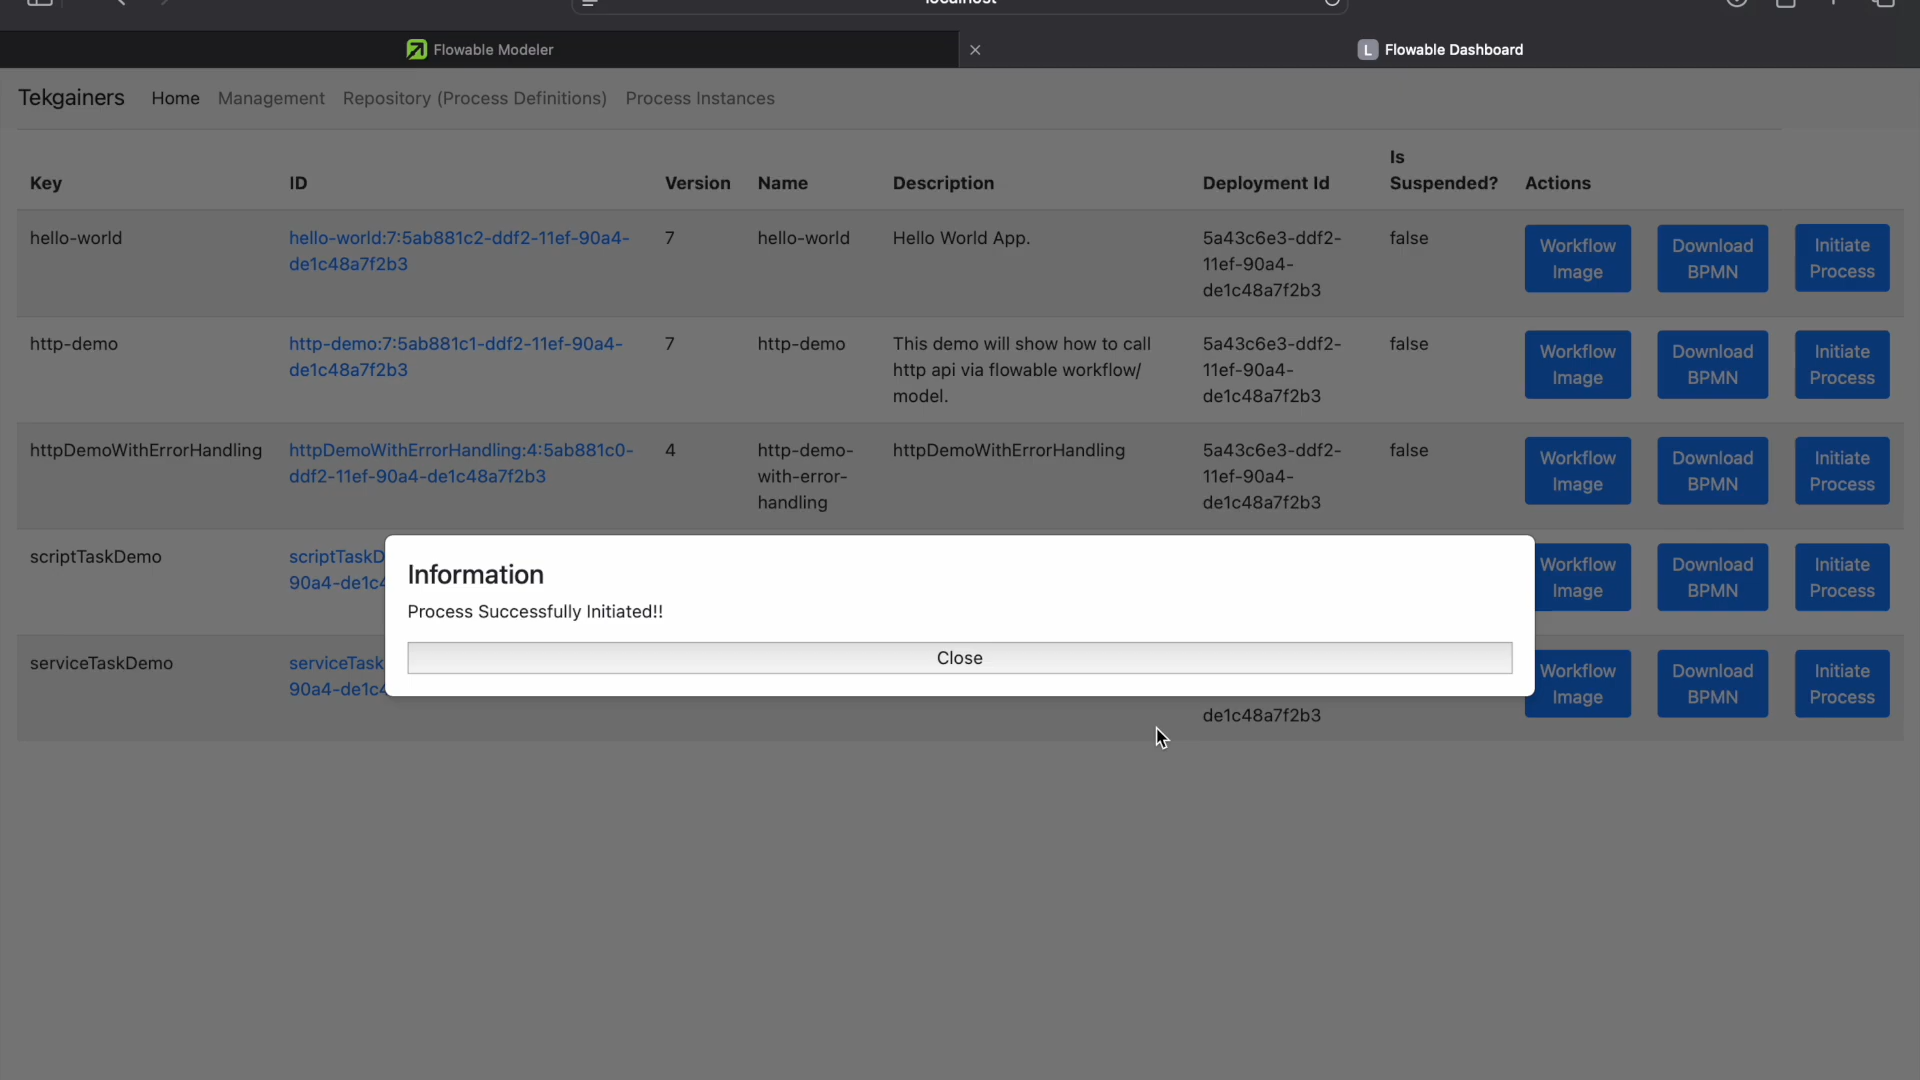 Flowable Modeler
L Flowable Dashboard
Tekgainers Home Management Repository (Process Definitions) Process Instances
Key ID Version Name Description Deployment Id Is Suspended? Actions
hello-world hello-world:7:5ab881c2-ddf2-11ef-90a4- 7 hello-world Hello World App. 5a43c6e3-ddf2- false Workflow Download Initiate
de1c48a7f2b3 11ef-90a4- Image BPMN Process
de1c48a7f2b3
http-demo http-demo:7:5ab881c1-ddf2-11ef-90a4- 7 http-demo This demo will show how to call 5a43c6e3-ddf2- false Workflow Download Initiate
de1c48a7f2b3 http api via flowable workflow/ 11ef-90a4- Image BPMN Process
model. de1c48a7f2b3
httpDemoWithErrorHandling httpDemoWithErrorHandling:4:5ab881c0- 4 http-demo- httpDemoWithErrorHandling 5a43c6e3-ddf2- false Workflow Download Initiate
ddf2-11ef-90a4-de1c48a7f2b3 with-error- 11ef-90a4- Image BPMN Process
handling de1c48a7f2b3
scriptTaskDemo scriptTaskD Workflow Download Initiate
90a4-de1c4 Image BPMN Process
Information
Process Successfully Initiated!!
Close
serviceTaskDemo serviceTask Workflow Download Initiate
90a4-de1c4 Image BPMN Process
de1c48a7f2b3